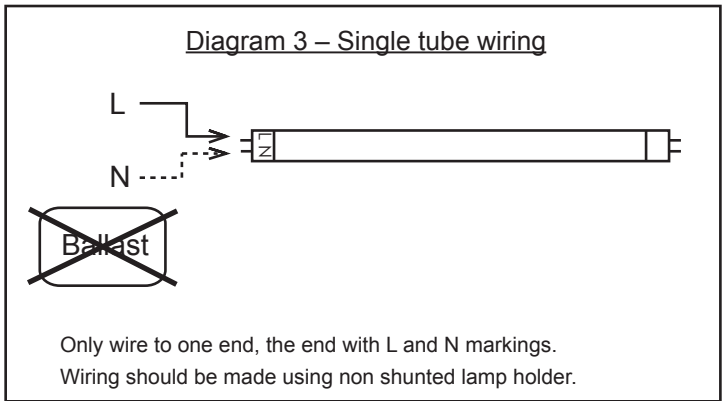 Diagram 3 – Single tube wiring
L
L N
N
Ballast
Only wire to one end, the end with L and N markings.
Wiring should be made using non shunted lamp holder.